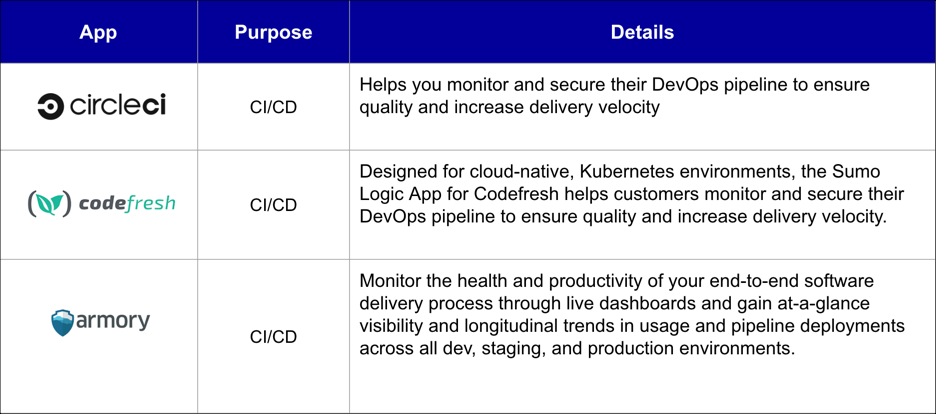 App Purpose Details
circleci
CI/CD
Helps you monitor and secure their DevOps pipeline to ensure
quality and increase delivery velocity
codefresh
CI/CD
Designed for cloud-native, Kubernetes environments, the Sumo
Logic App for Codefresh helps customers monitor and secure their
DevOps pipeline to ensure quality and increase delivery velocity.
armory
CI/CD
Monitor the health and productivity of your end-to-end software
delivery process through live dashboards and gain at-a-glance
visibility and longitudinal trends in usage and pipeline deployments
across all dev, staging, and production environments.